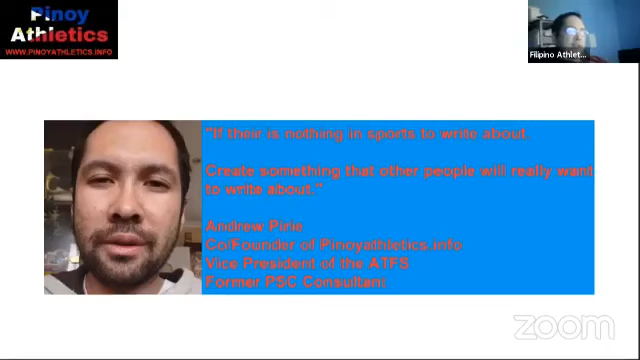 Pinoy
Athletics
WWW.PINOYATHLETICS.INFO
Filipino Athlet...
"If their is nothing in sports to write about.
Create something that other people will really want
to write about."
Andrew Pirie
Co/Founder of Pinoyathletics.info
Vice President of the ATFS
Former PSC Consultant
zoom